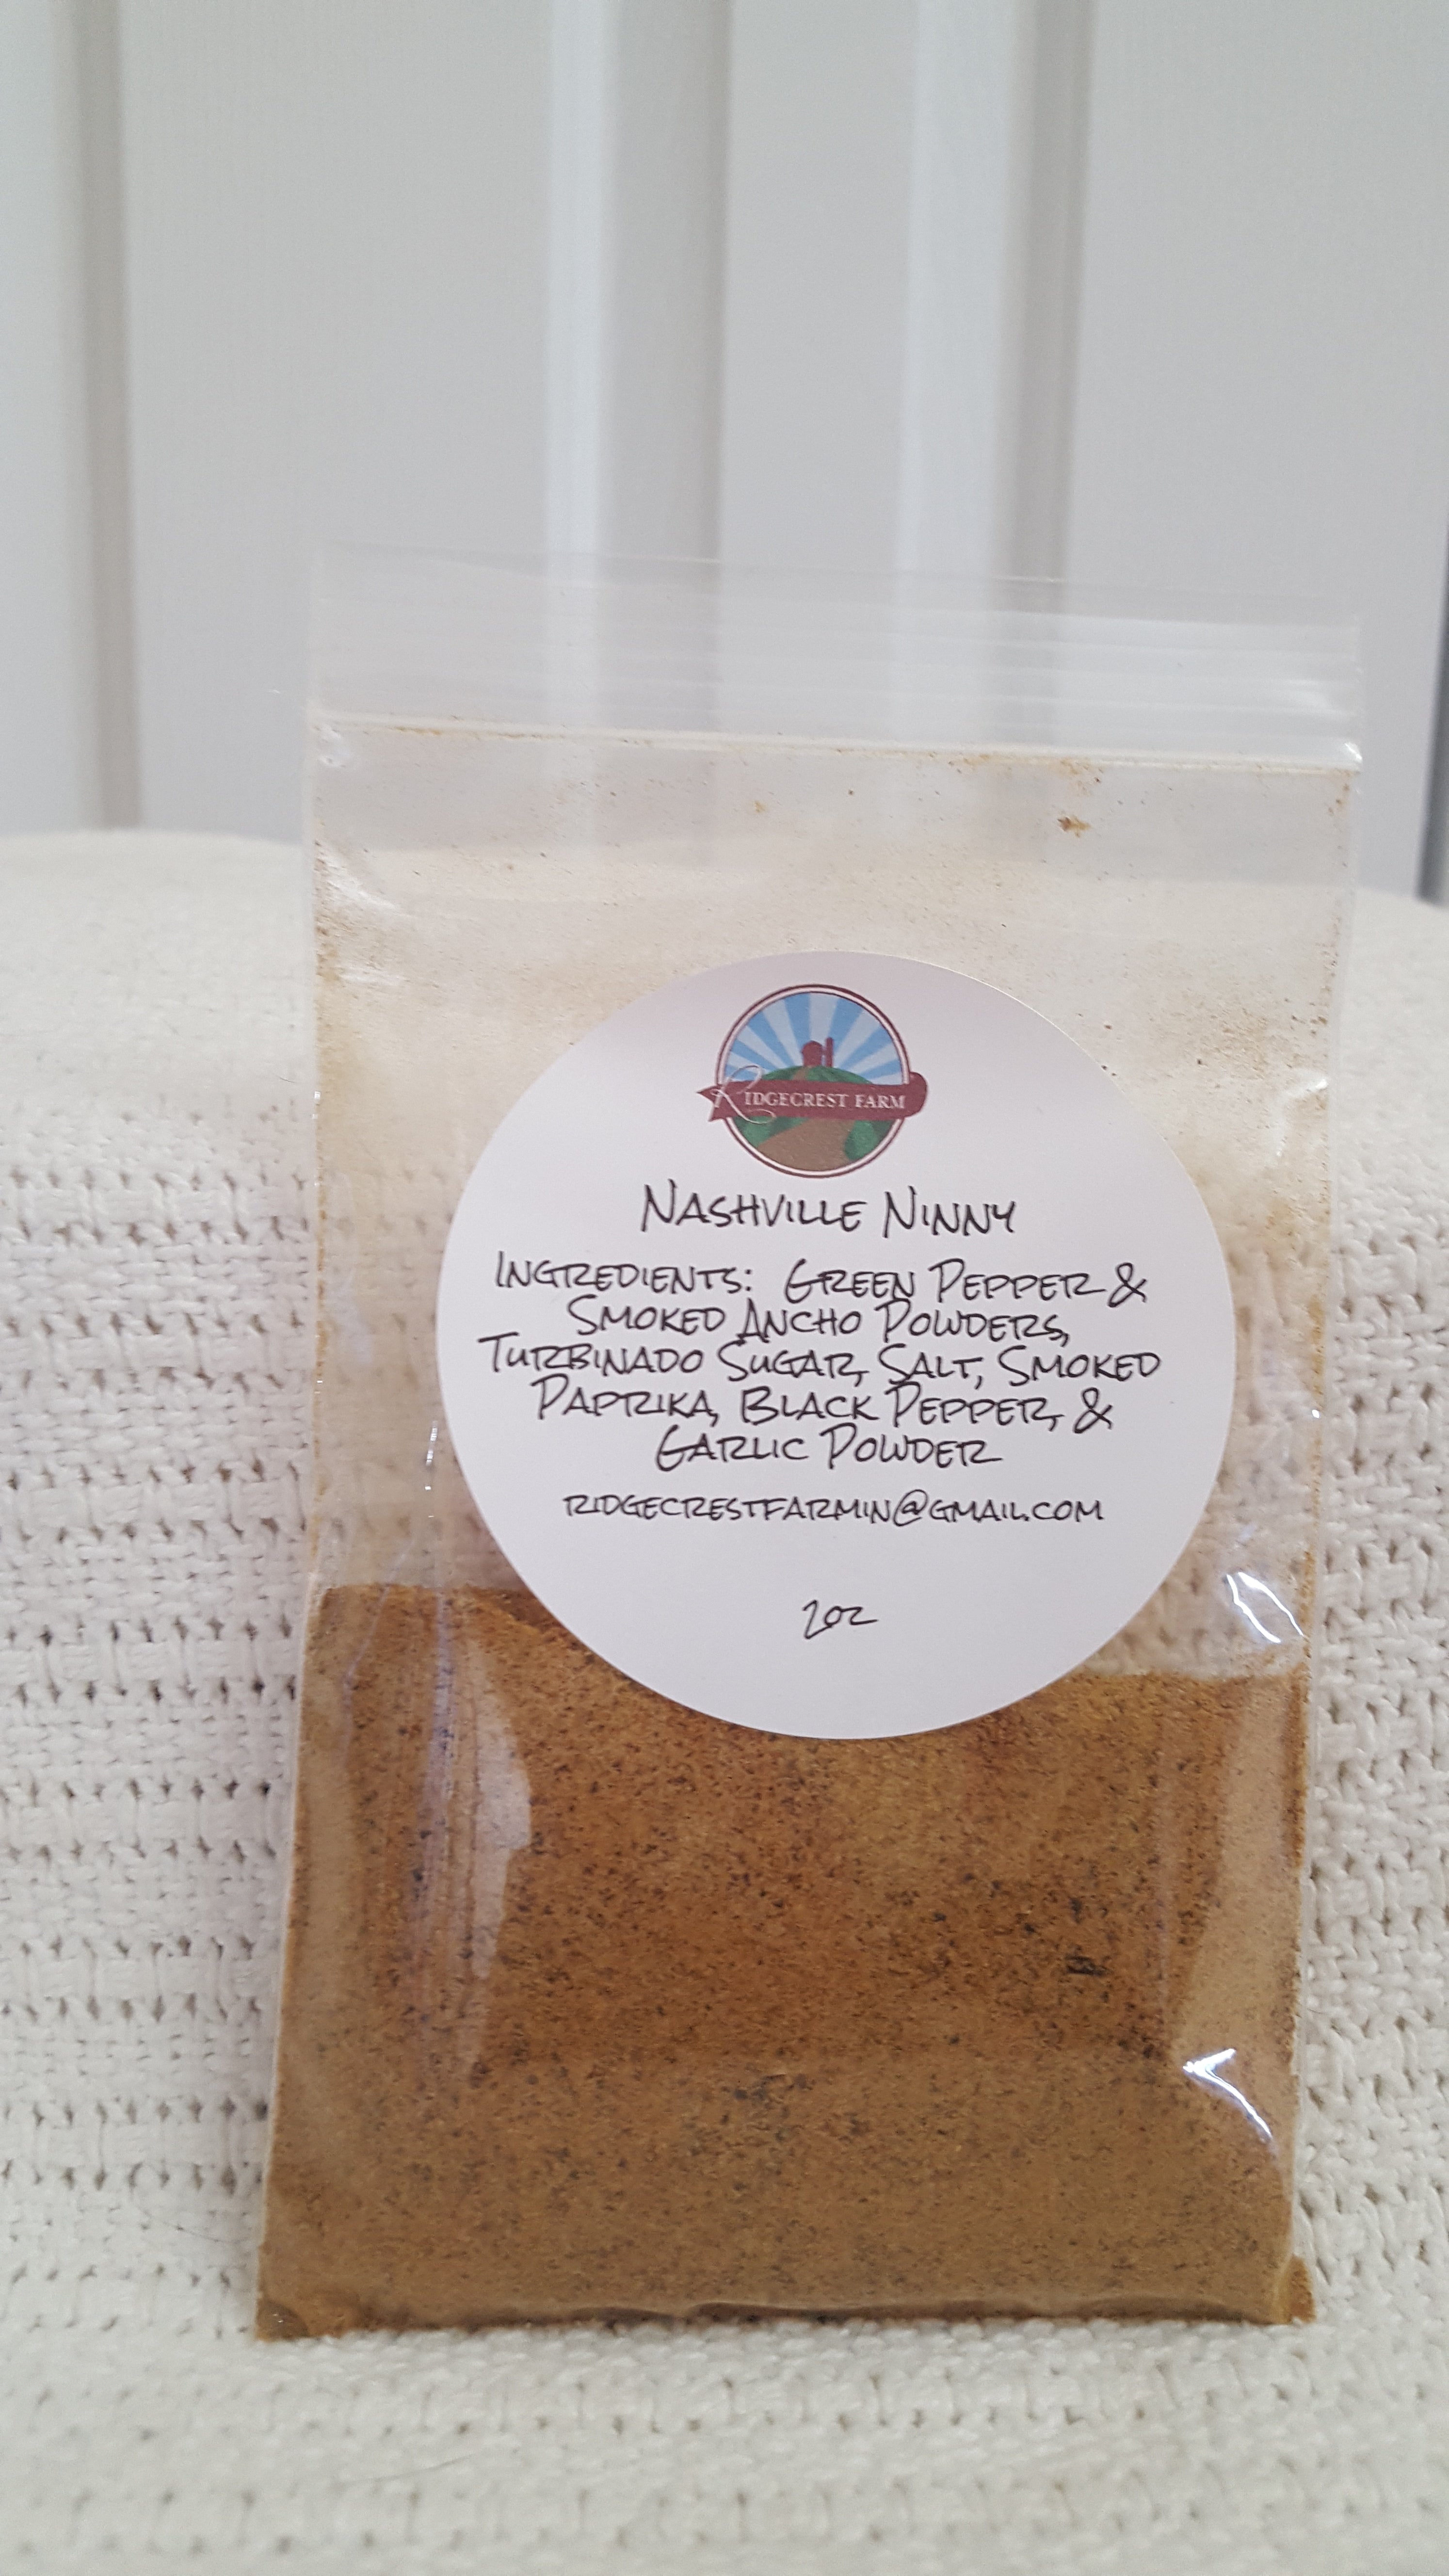 RIDGECREST FARM
NASHVILLE NINNY
INGREDIENTS: GREEN PEPPER &
SMOKED ANCHO POWDERS,
TURBINADO SUGAR, SALT, SMOKED
PAPRIKA, BLACK PEPPER, &
GARLIC POWDER
RIDGECRESTFARMIN@GMAIL.COM
2OZ